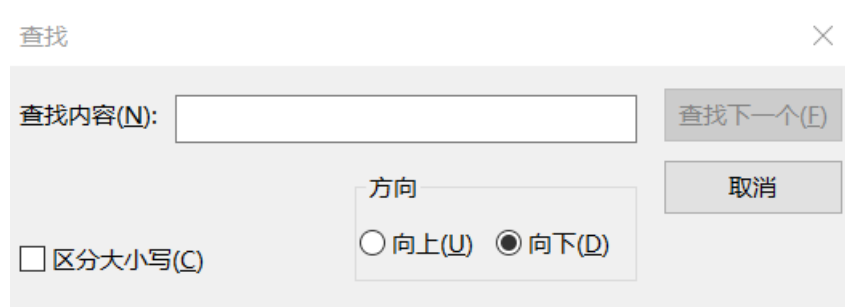 查找
查找内容(N):
查找下一个(F)
取消
方向
向上(U) 向下(D)
区分大小写(C)